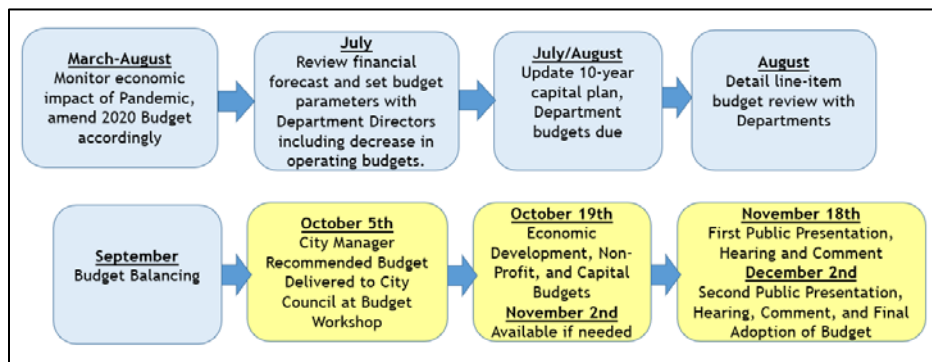 March-August
Monitor economic
impact of Pandemic,
amend 2020 Budget
accordingly
July
Review financial
forecast and set budget
parameters with
Department Directors
including decrease in
operating budgets.
July/August
Update 10-year
capital plan,
Department
budgets due
August
Detail line-item
budget review with
Departments
September
Budget Balancing
October 5th
City Manager
Recommended Budget
Delivered to City
Council at Budget
Workshop
October 19th
Economic
Development, Non-
Profit, and Capital
Budgets
November 2nd
Available if needed
November 18th
First Public Presentation,
Hearing and Comment
December 2nd
Second Public Presentation,
Hearing, Comment, and Final
Adoption of Budget